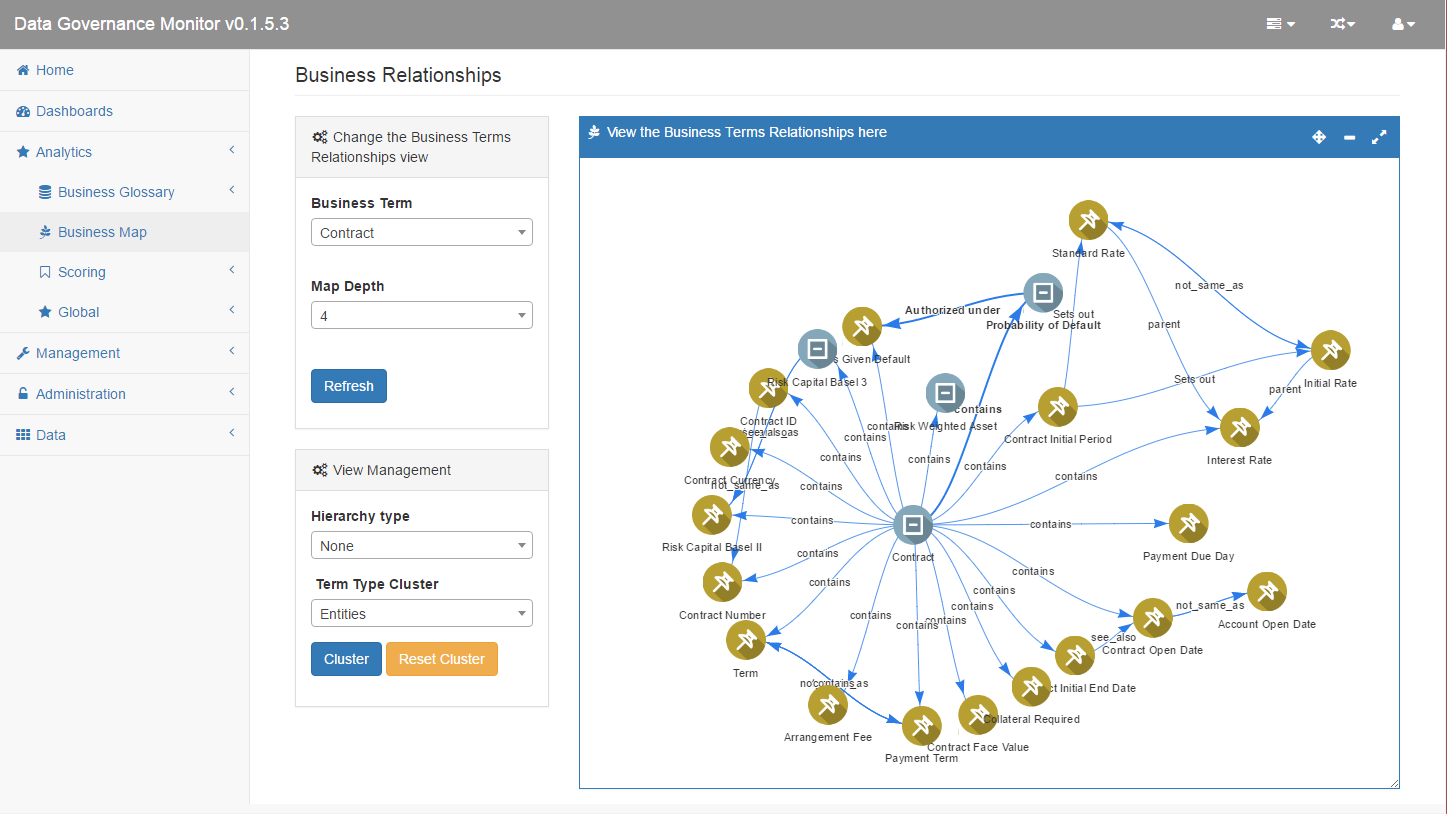 Data Governance Monitor v0.1.5.3
Home
Dashboards
Analytics
Business Glossary
Business Map
Scoring
Global
Management
Administration
Data
Business Relationships
Change the Business Terms
Relationships view
Business Term
Contract
Map Depth
4
Refresh
View Management
Hierarchy type
None
Term Type Cluster
Entities
Cluster
Reset Cluster
View the Business Terms Relationships here
Standard Rate
not_same_as
Authorized under
Sets out
Probability of Default
parent
s Given Default
Risk Capital Basel 3
Sets out
Initial Rate
parent
contains
Contract ID
contains
Risk Weighted Asset
contains
Contract Initial Period
contains
contains
contains
contains
Interest Rate
Contract Currency
not_same_as
contains
contains
contains
contains
Risk Capital Basel II
contains
Contract
Payment Due Day
contains
contains
contains
contains
not_same_as
Contract Number
contains
contains
contains
contains
Account Open Date
see_also
Contract Open Date
Term
contains_as
ct Initial End Date
Collateral Required
Arrangement Fee
Contract Face Value
Payment Term